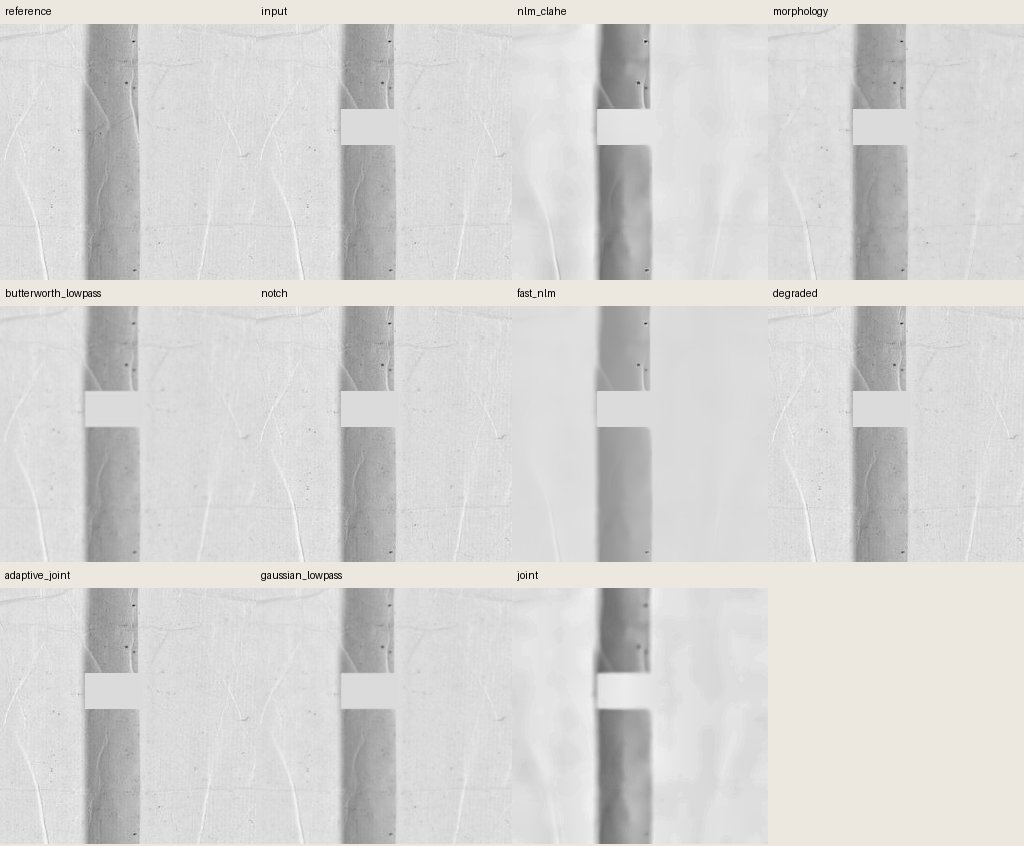 reference input nlm_clahe morphology
butterworth_lowpass notch fast_nlm degraded
adaptive_joint gaussian_lowpass joint